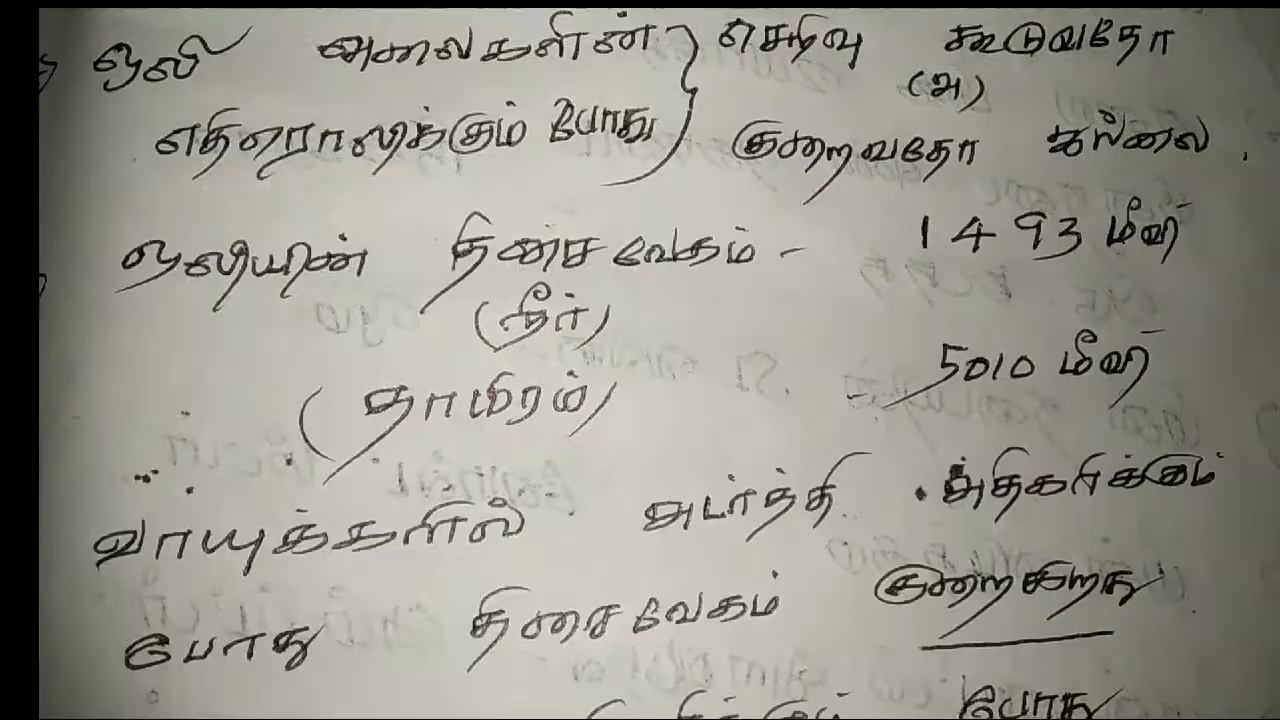 ஒலி அலைகளின் } செறிவு கூடுவதோ
(அ)
எதிரொலிக்கும் போது குறைவதோ இல்லை.
ஒலியின் திசைவேகம் - 1493 மீவி⁻
(நீர்)
(தாமிரம்) - 5010 மீவி⁻
வாயுக்களில் அடர்த்தி அதிகரிக்கும்
போது திசைவேகம் குறைகிறது
போது